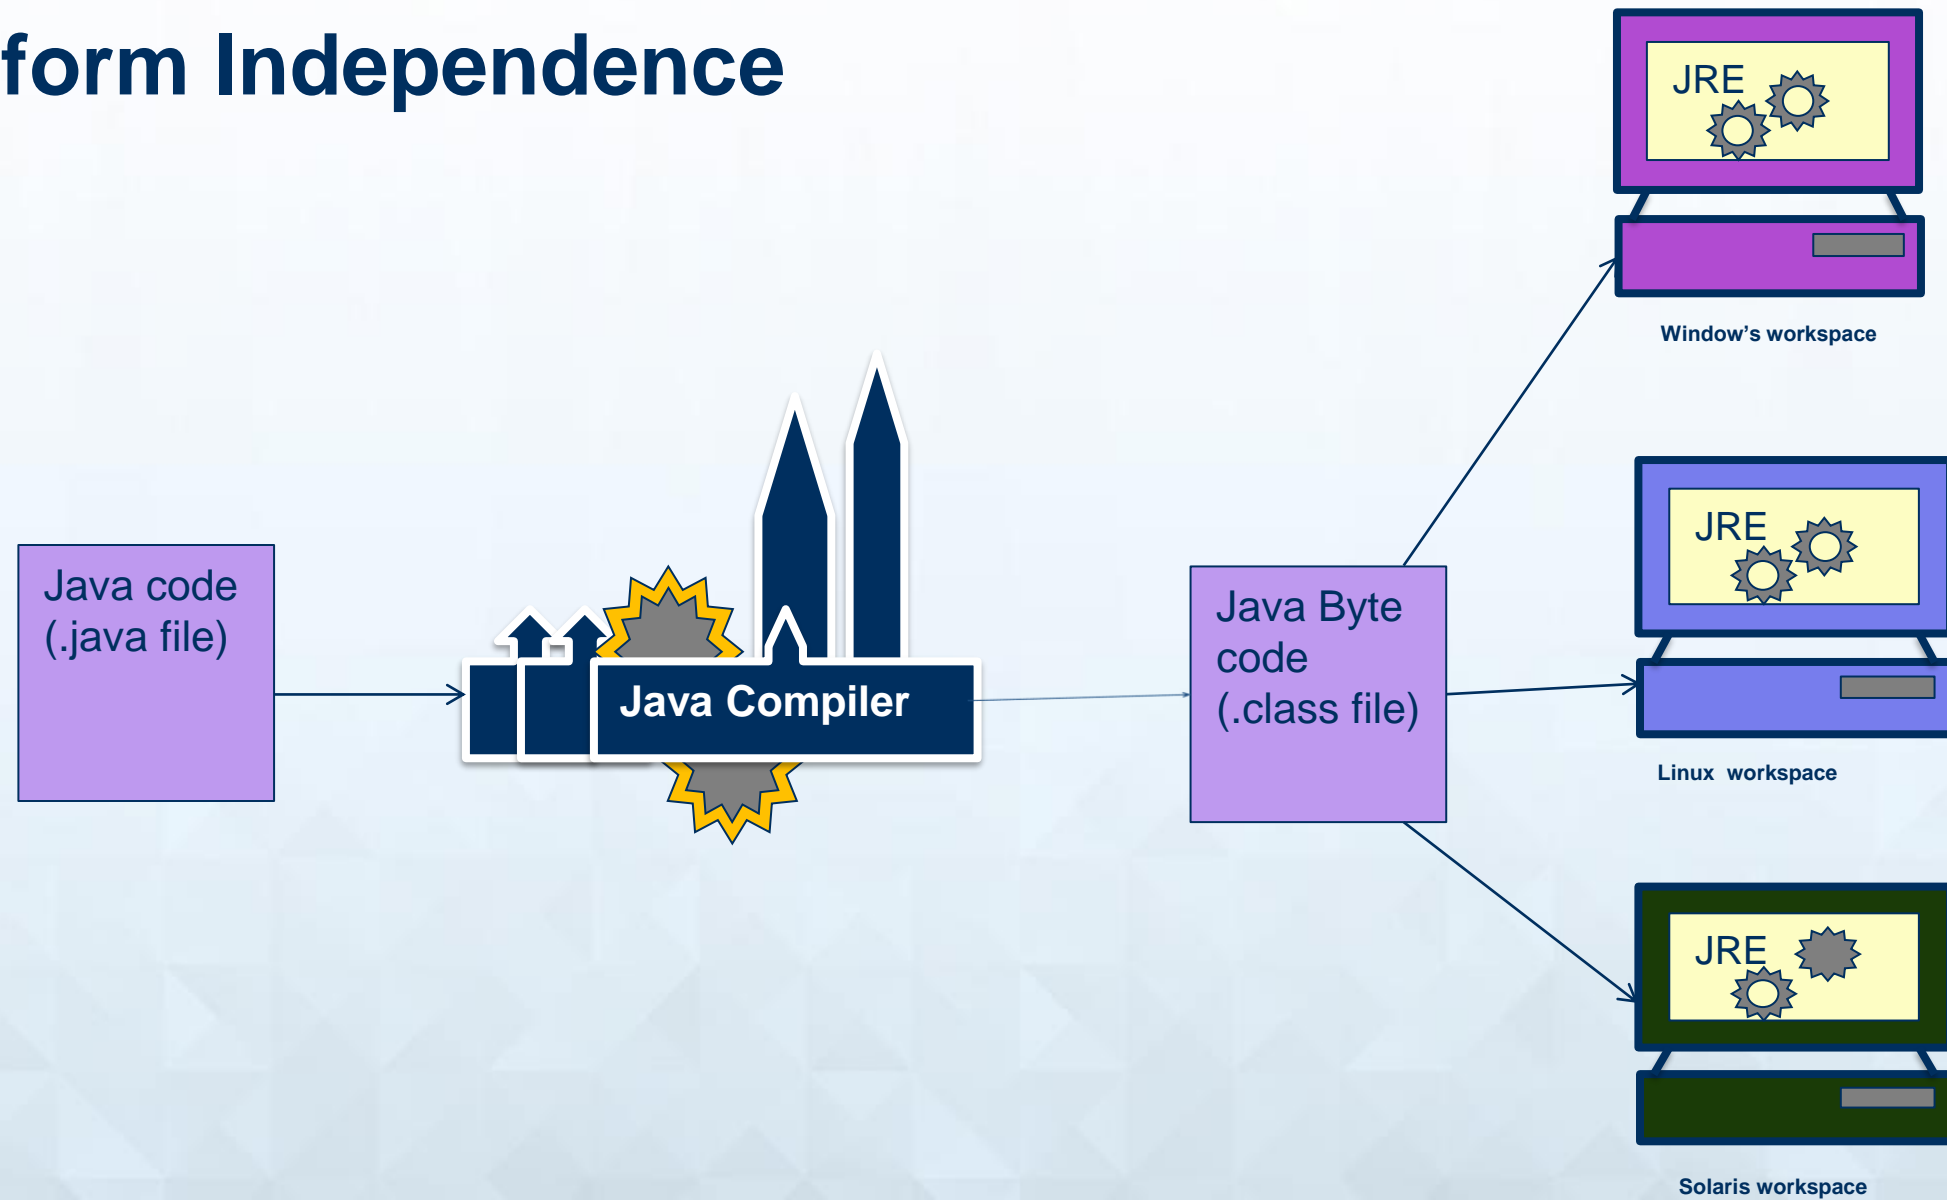 form Independence
JRE
Window's workspace
JRE
Java code
(.java file)
Java Byte
code
(.class file)
Java Compiler
Linux  workspace
JRE
Solaris workspace